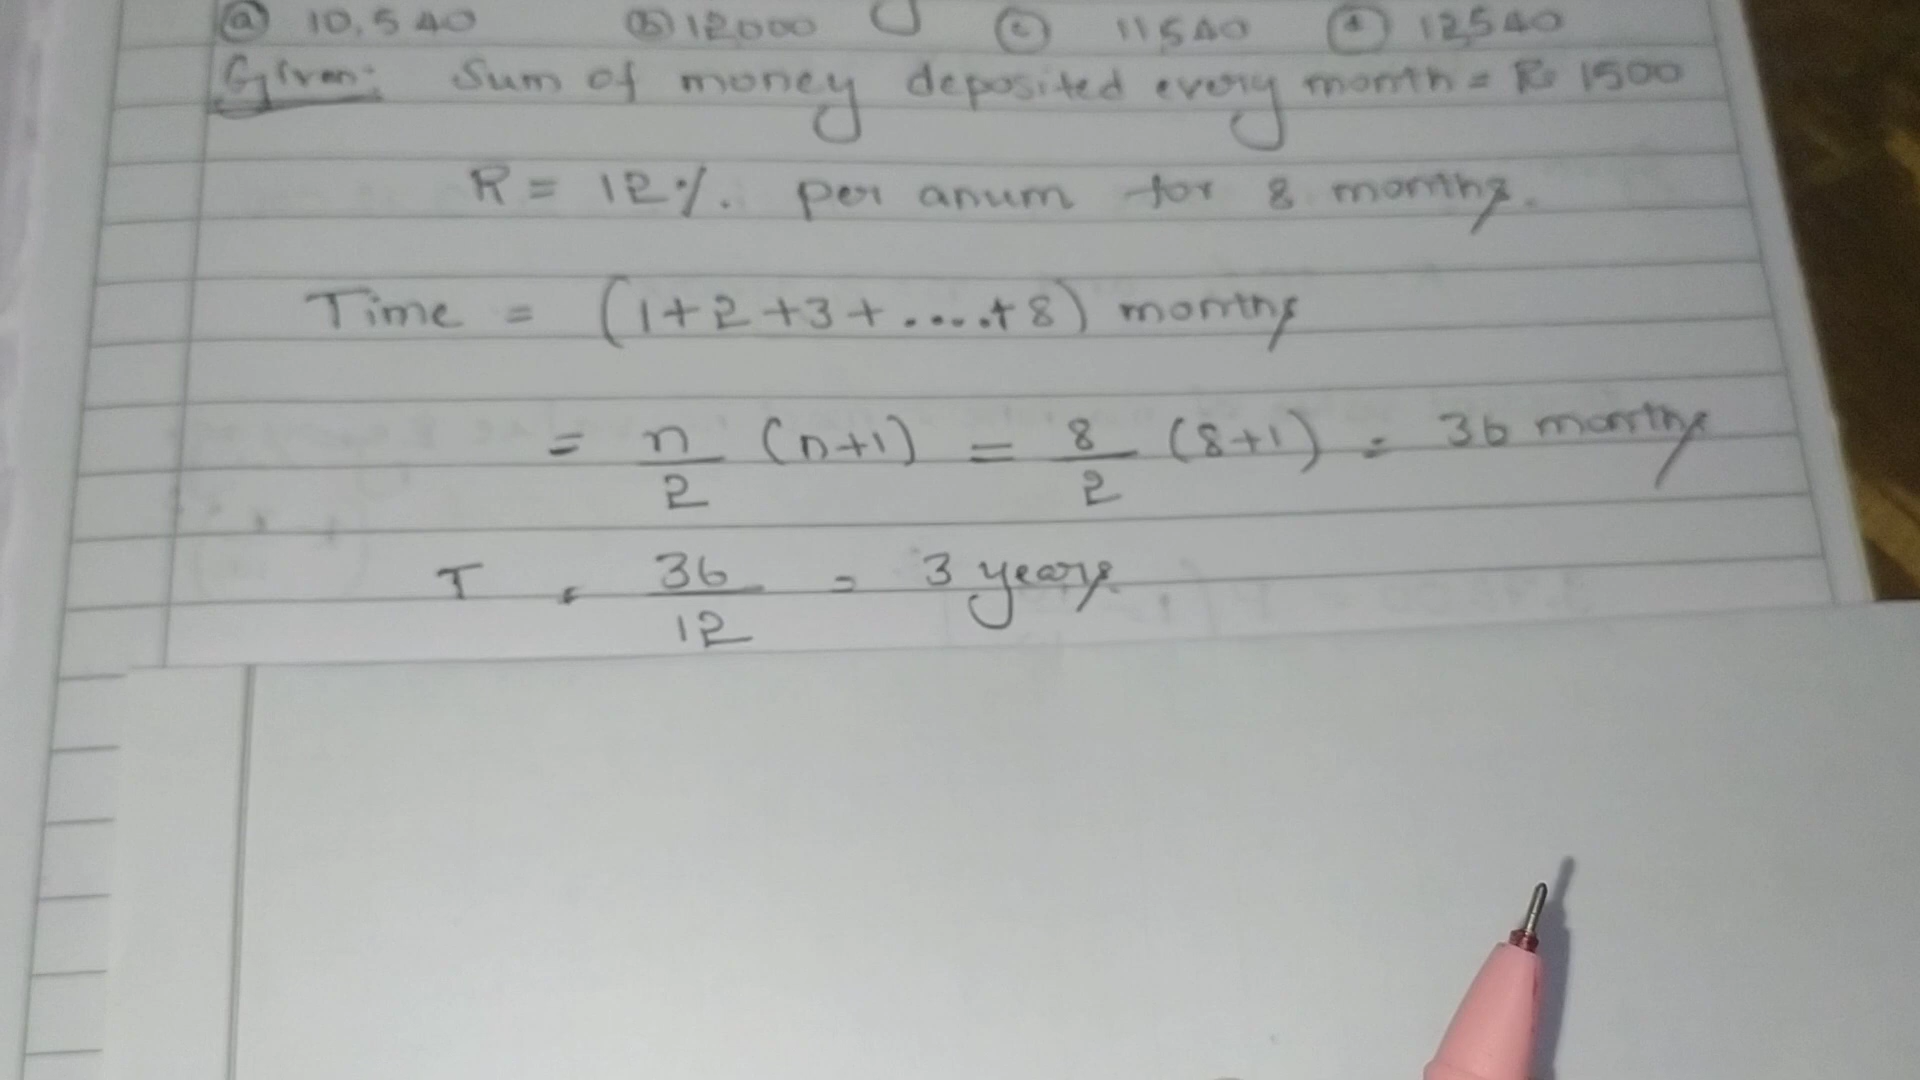 (a) 10,540 (b) 12000 (c) 11540 (d) 12540
Given: Sum of money deposited every month = Rs 1500
R = 12%. per anum for 8 months.
Time = (1+2+3+.....+8) months
= n/2 (n+1) = 8/2 (8+1) = 36 months
T = 36/12 = 3 years